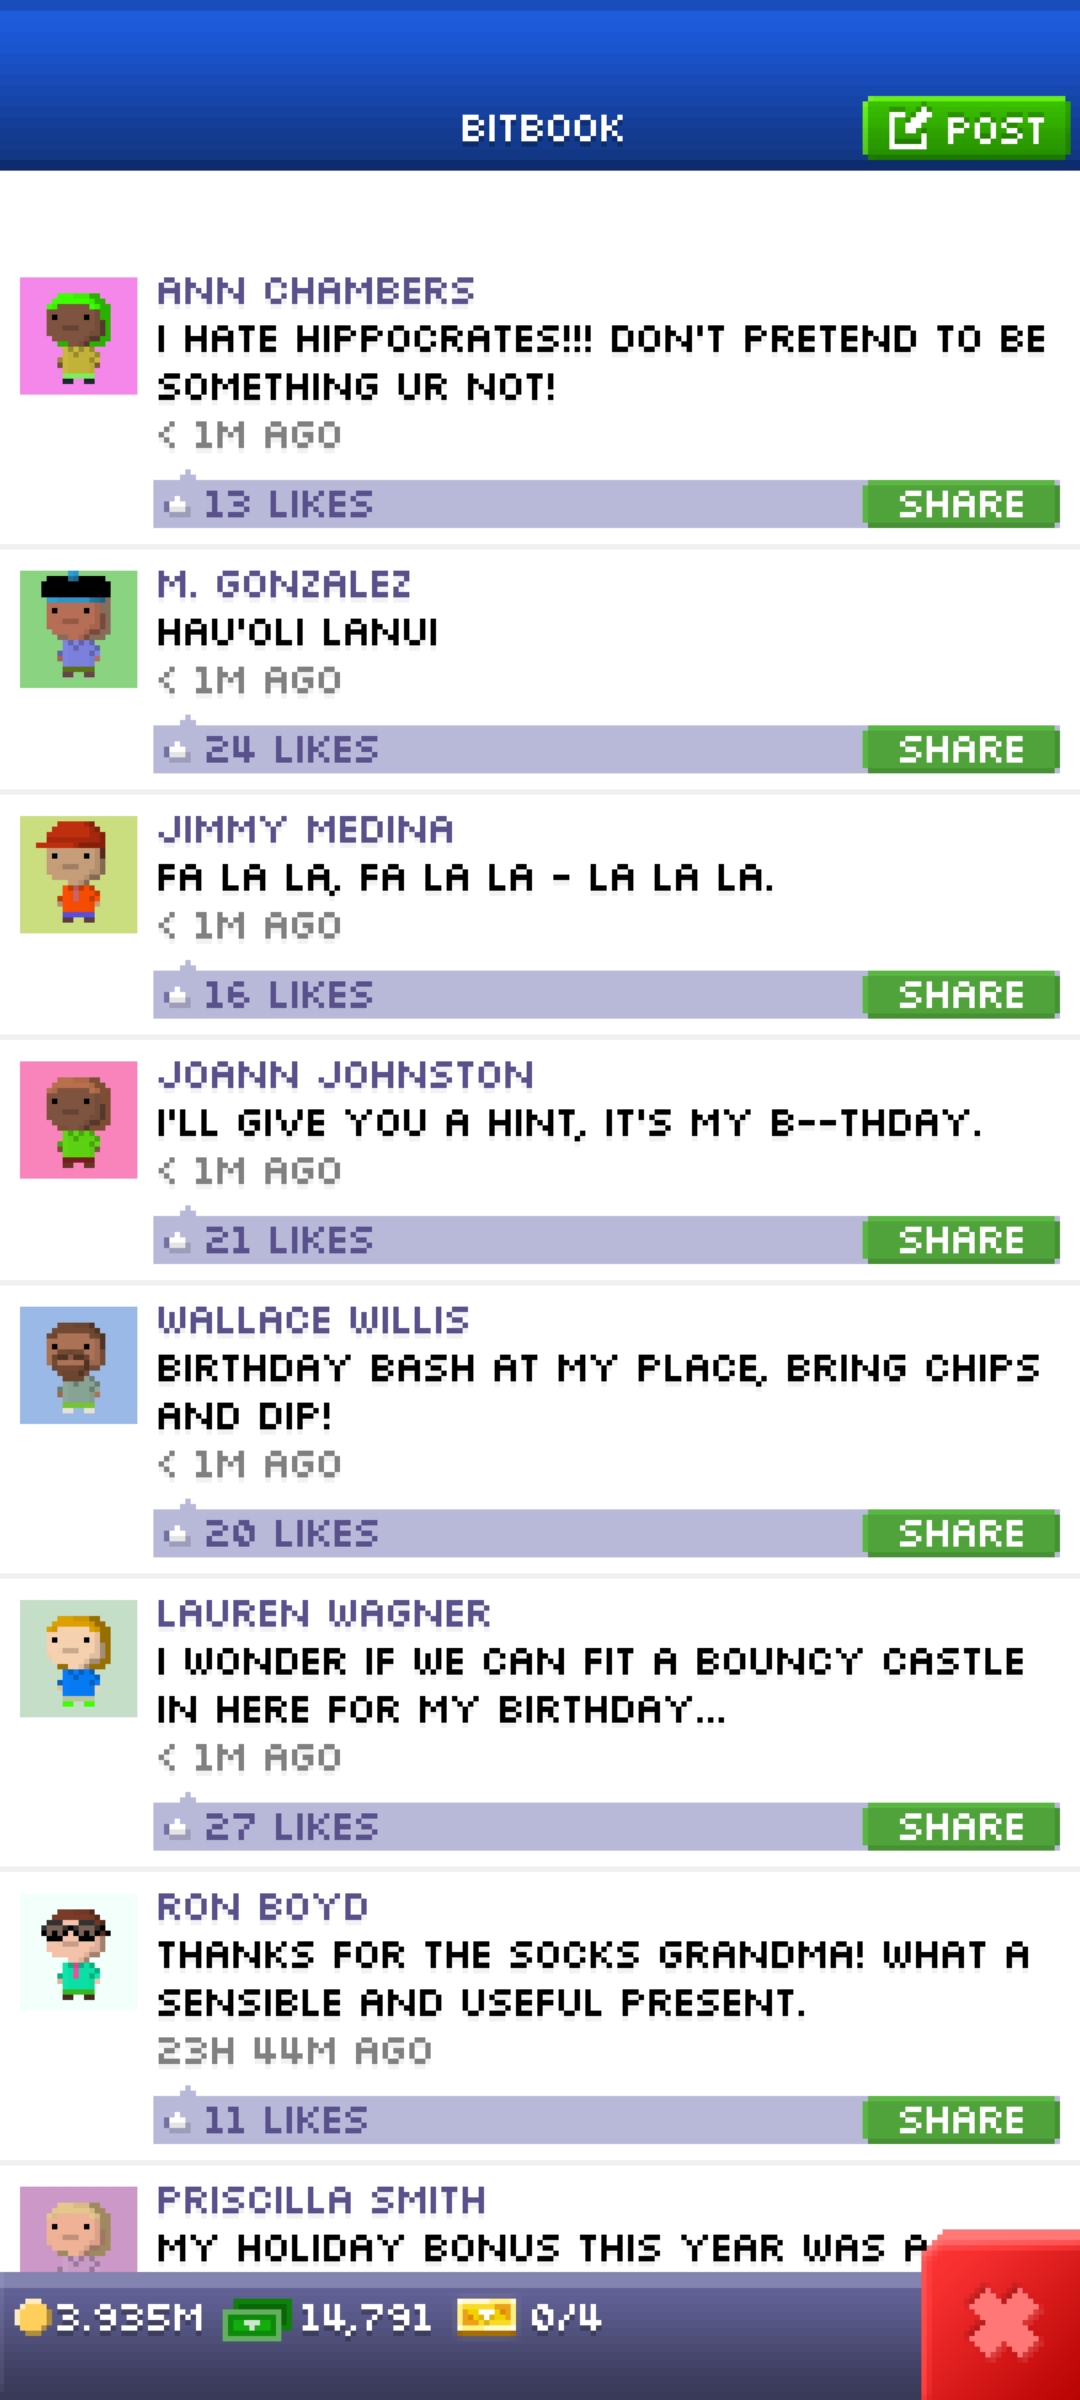 BITBOOK
POST
ANN CHAMBERS
I HATE HIPPOCRATES!!! DON'T PRETEND TO BE
SOMETHING UR NOT!
< 1M AGO
13 LIKES
SHARE
M. GONZALEZ
HAU'OLI LANUI
< 1M AGO
24 LIKES
SHARE
JIMMY MEDINA
FA LA LA, FA LA LA - LA LA LA.
< 1M AGO
16 LIKES
SHARE
JOANN JOHNSTON
I'LL GIVE YOU A HINT, IT'S MY B--THDAY.
< 1M AGO
21 LIKES
SHARE
WALLACE WILLIS
BIRTHDAY BASH AT MY PLACE, BRING CHIPS
AND DIP!
< 1M AGO
20 LIKES
SHARE
LAUREN WAGNER
I WONDER IF WE CAN FIT A BOUNCY CASTLE
IN HERE FOR MY BIRTHDAY...
< 1M AGO
27 LIKES
SHARE
RON BOYD
THANKS FOR THE SOCKS GRANDMA! WHAT A
SENSIBLE AND USEFUL PRESENT.
23H 44M AGO
11 LIKES
SHARE
PRISCILLA SMITH
MY HOLIDAY BONUS THIS YEAR WAS A
3.935M 14,791 0/4